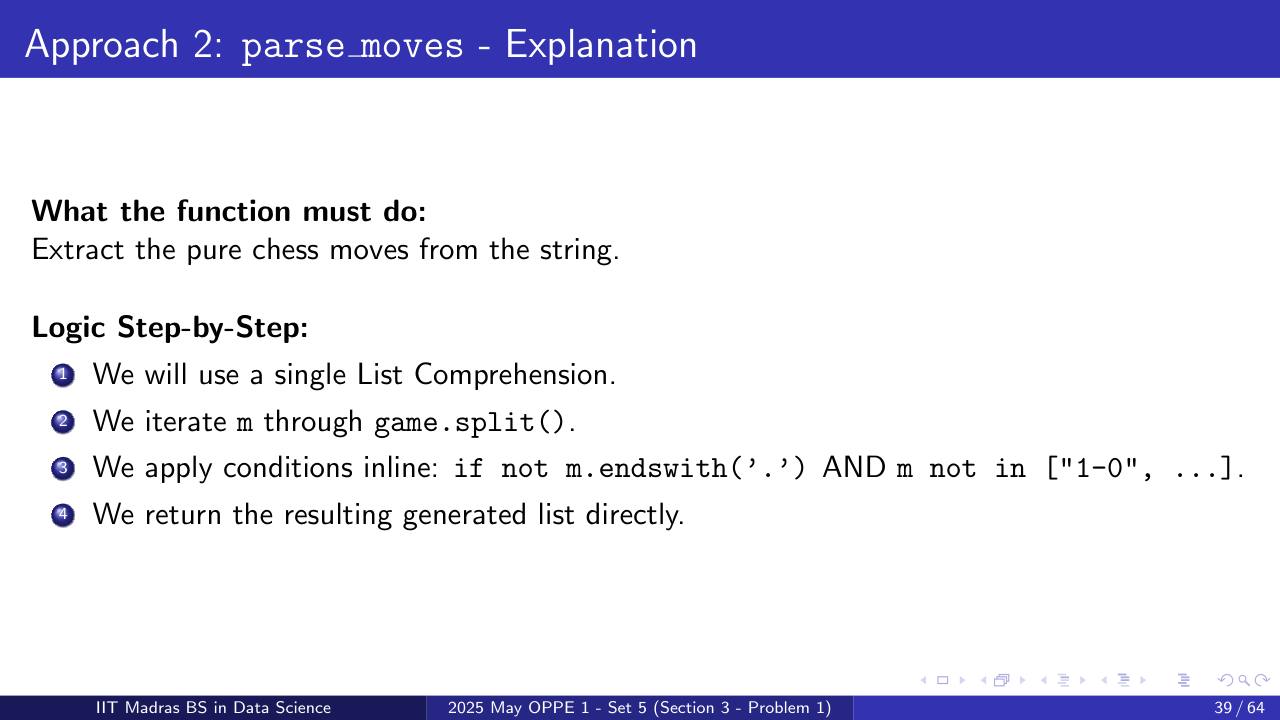 Approach 2: parse_moves - Explanation
What the function must do:
Extract the pure chess moves from the string.
Logic Step-by-Step:
1 We will use a single List Comprehension.
2 We iterate m through game.split().
3 We apply conditions inline: if not m.endswith('.') AND m not in ["1-0", ...].
4 We return the resulting generated list directly.
IIT Madras BS in Data Science 2025 May OPPE 1 - Set 5 (Section 3 - Problem 1) 39 / 64